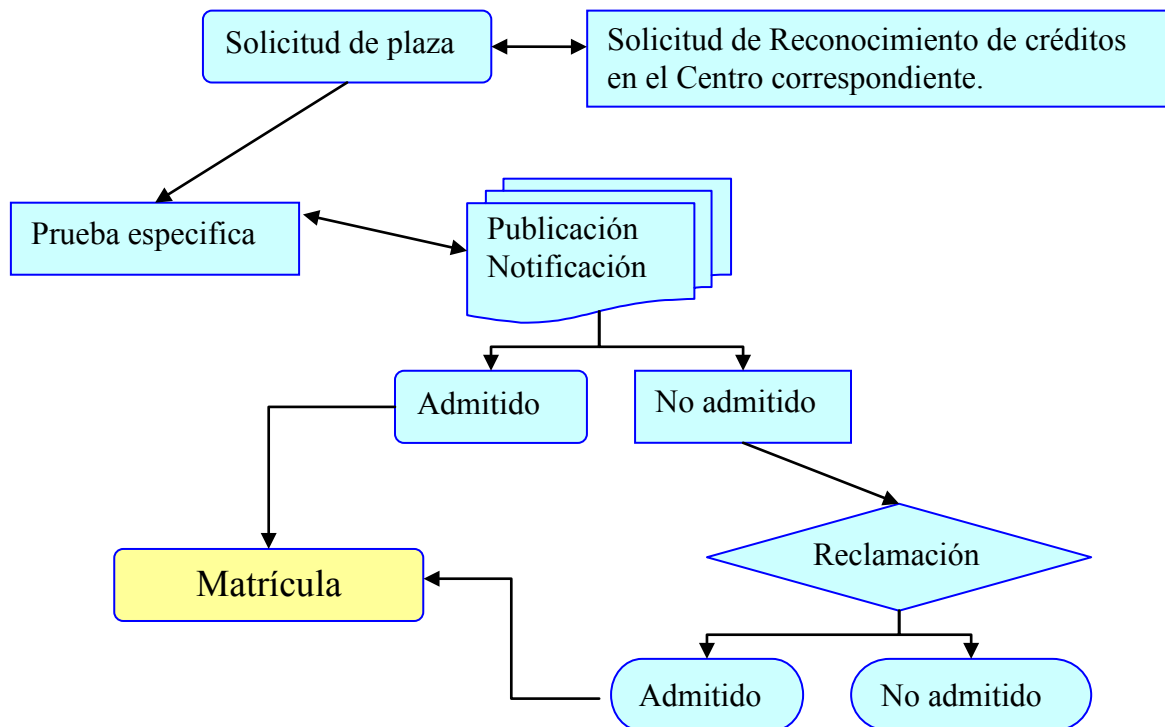 Solicitud de plaza
Solicitud de Reconocimiento de créditos
en el Centro correspondiente.
Prueba especifica
Publicación
Notificación
Admitido
No admitido
Reclamación
Matrícula
Admitido
No admitido